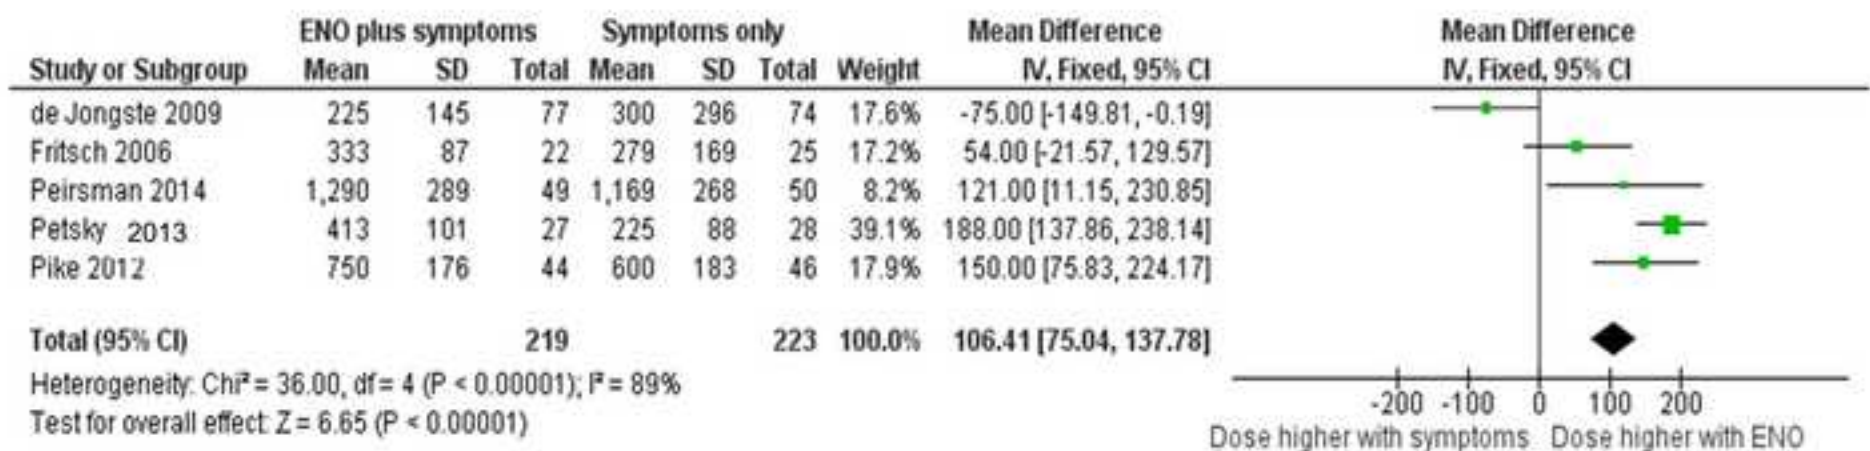 ENO plus symptoms Symptoms only Mean Difference Mean Difference
Study or Subgroup Mean SD Total Mean SD Total Weight IV, Fixed, 95% CI IV, Fixed, 95% CI
de Jongste 2009 225 145 77 300 296 74 17.6% -75.00 [-149.81, -0.19]
Fritsch 2006 333 87 22 279 169 25 17.2% 54.00 [-21.57, 129.57]
Peirsman 2014 1,290 289 49 1,169 268 50 8.2% 121.00 [11.15, 230.85]
Petsky 2013 413 101 27 225 88 28 39.1% 188.00 [137.86, 238.14]
Pike 2012 750 176 44 600 183 46 17.9% 150.00 [75.83, 224.17]
Total (95% CI) 219 223 100.0% 106.41 [75.04, 137.78]
Heterogeneity: Chi² = 36.00, df = 4 (P < 0.00001); I² = 89%
Test for overall effect: Z = 6.65 (P < 0.00001)
-200 -100 0 100 200
Dose higher with symptoms Dose higher with ENO